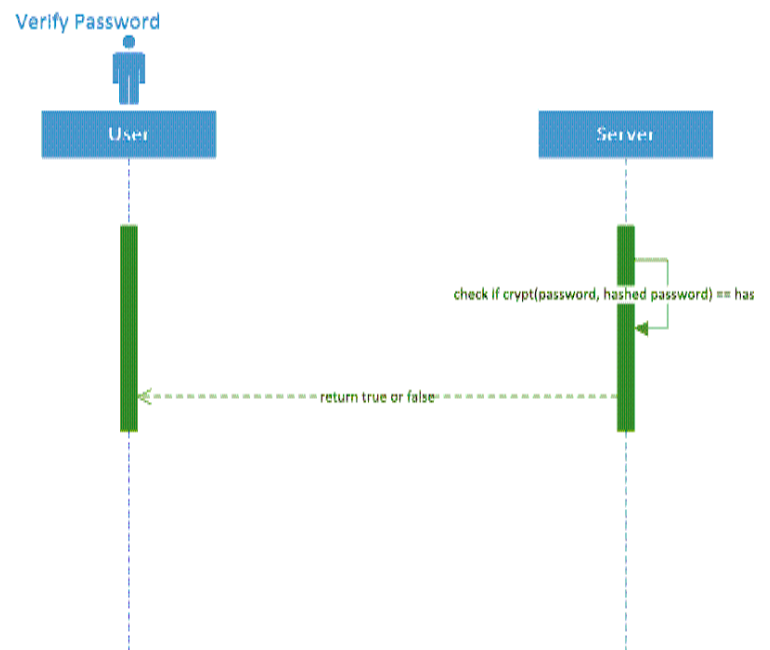 Verify Password
User
Server
check if crypt(password, hashed password) == has
return true or false